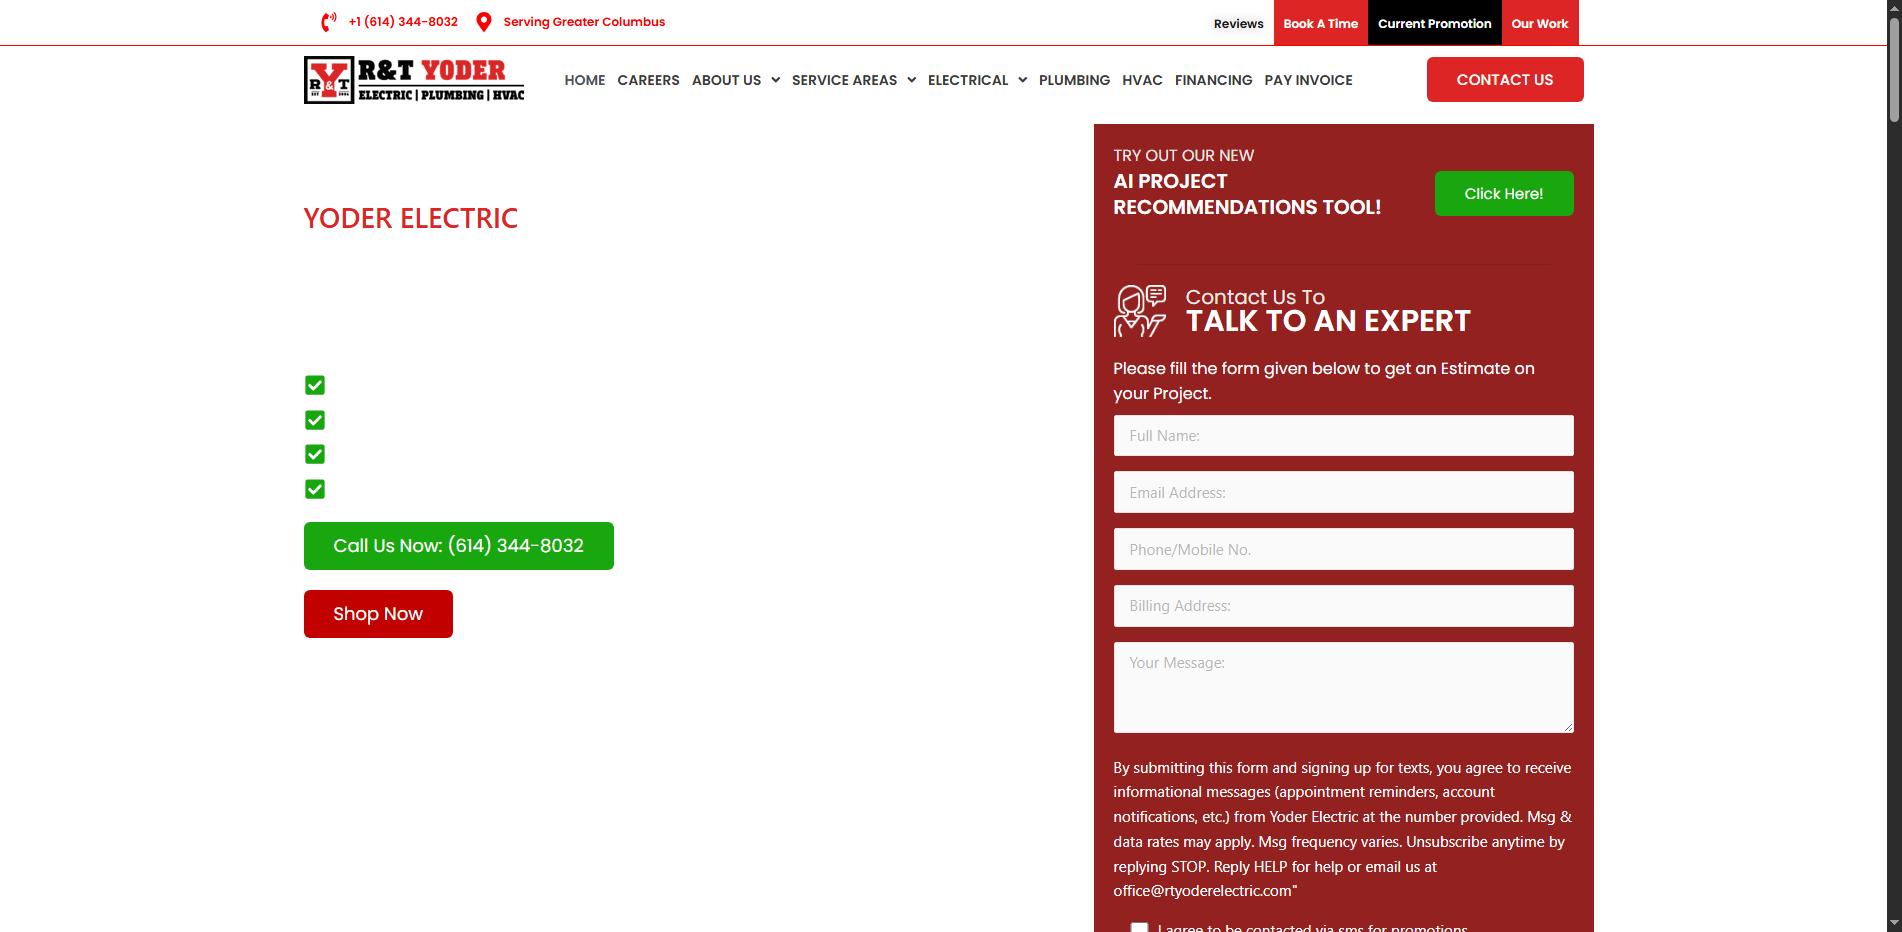 +1 (614) 344-8032
Serving Greater Columbus
Reviews
Book A Time
Current Promotion
Our Work
R&T YODER
ELECTRIC | PLUMBING | HVAC
HOME
CAREERS
ABOUT US
SERVICE AREAS
ELECTRICAL
PLUMBING
HVAC
FINANCING
PAY INVOICE
CONTACT US
YODER ELECTRIC
Call Us Now: (614) 344-8032
Shop Now
TRY OUT OUR NEW
AI PROJECT
RECOMMENDATIONS TOOL!
Click Here!
Contact Us To
TALK TO AN EXPERT
Please fill the form given below to get an Estimate on
your Project.
Full Name:
Email Address:
Phone/Mobile No.
Billing Address:
Your Message:
By submitting this form and signing up for texts, you agree to receive
informational messages (appointment reminders, account
notifications, etc.) from Yoder Electric at the number provided. Msg &
data rates may apply. Msg frequency varies. Unsubscribe anytime by
replying STOP. Reply HELP for help or email us at
office@rtyoderelectric.com"
I agree to be contacted via sms for promotions